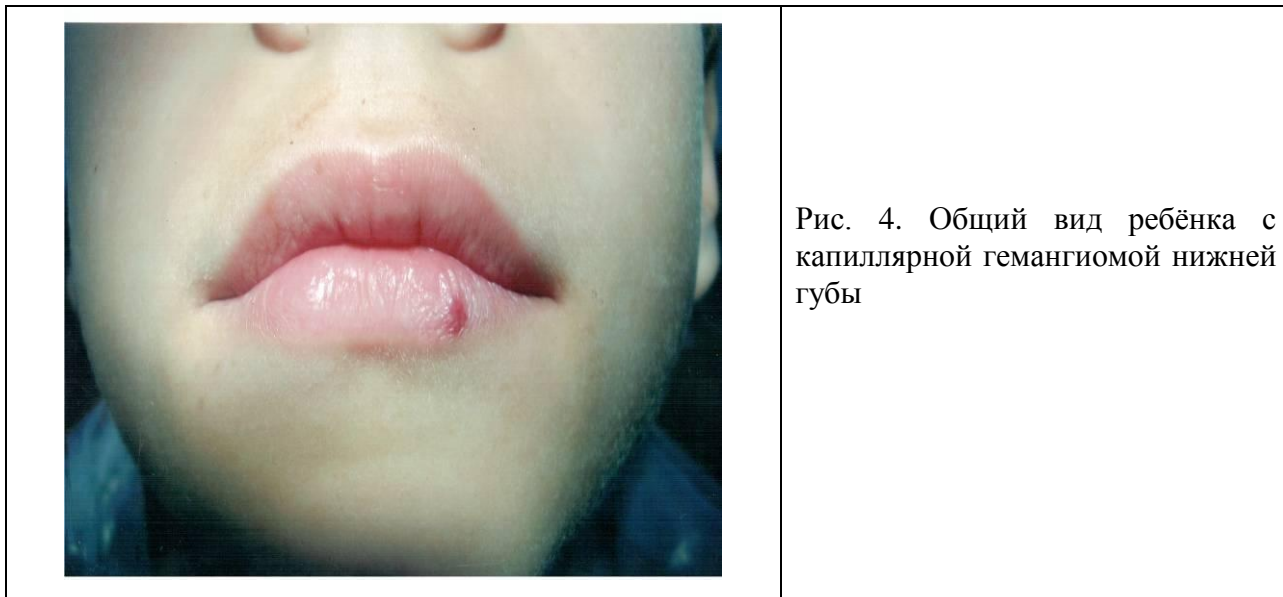 Рис. 4. Общий вид ребёнка с
капиллярной гемангиомой нижней
губы